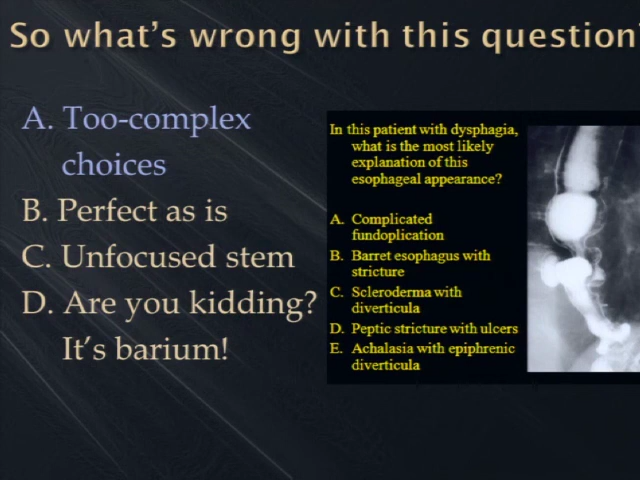 So what's wrong with this question
A. Too-complex
choices
B. Perfect as is
C. Unfocused stem
D. Are you kidding?
It's barium!
In this patient with dysphagia,
what is the most likely
explanation of this
esophageal appearance?
A. Complicated
fundoplication
B. Barret esophagus with
stricture
C. Scleroderma with
diverticula
D. Peptic stricture with ulcers
E. Achalasia with epiphrenic
diverticula